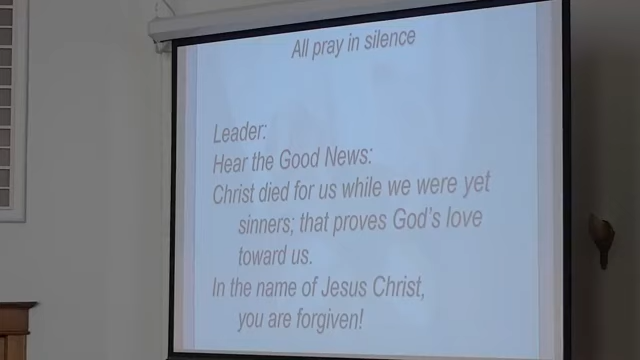 All pray in silence
Leader:
Hear the Good News:
Christ died for us while we were yet
sinners; that proves God's love
toward us.
In the name of Jesus Christ,
you are forgiven!